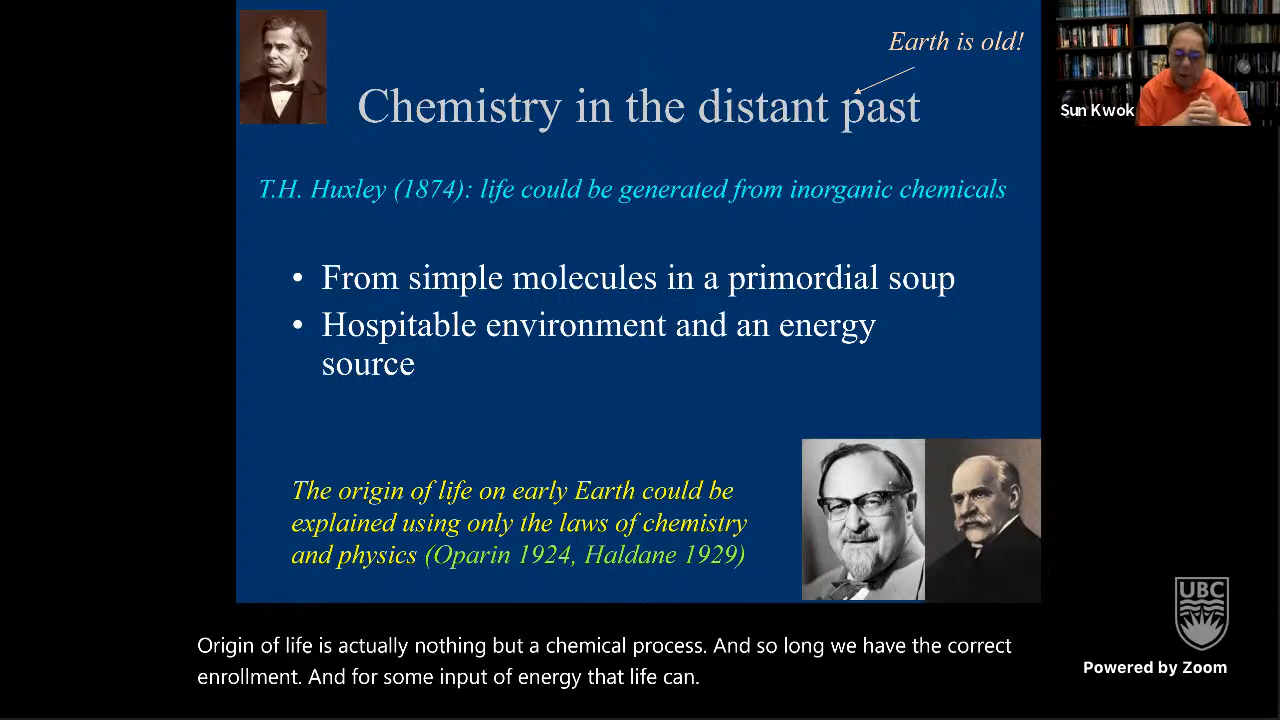 Earth is old!
Chemistry in the distant past
Sun Kwok
T.H. Huxley (1874): life could be generated from inorganic chemicals
• From simple molecules in a primordial soup
• Hospitable environment and an energy
source
The origin of life on early Earth could be
explained using only the laws of chemistry
and physics (Oparin 1924, Haldane 1929)
UBC
Origin of life is actually nothing but a chemical process. And so long we have the correct
enrollment. And for some input of energy that life can.
Powered by Zoom